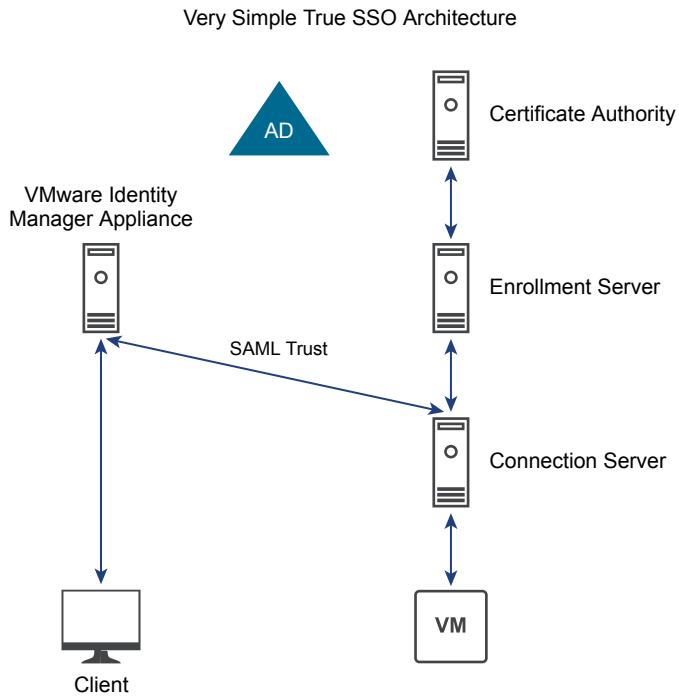 Very Simple True SSO Architecture
AD
Certificate Authority
VMware Identity
Manager Appliance
Enrollment Server
SAML Trust
Connection Server
VM
Client